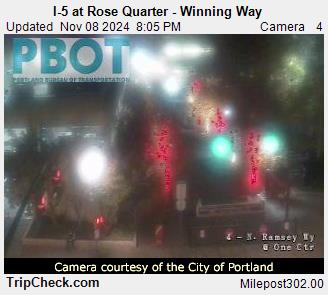 I-5 at Rose Quarter - Winning Way
Updated Nov 08 2024 8:05 PM Camera 4
PBOT
PORTLAND BUREAU OF TRANSPORTATION
4 - N. Ramsey Wy
@ One Ctr
Camera courtesy of the City of Portland
TripCheck.com Milepost302.00